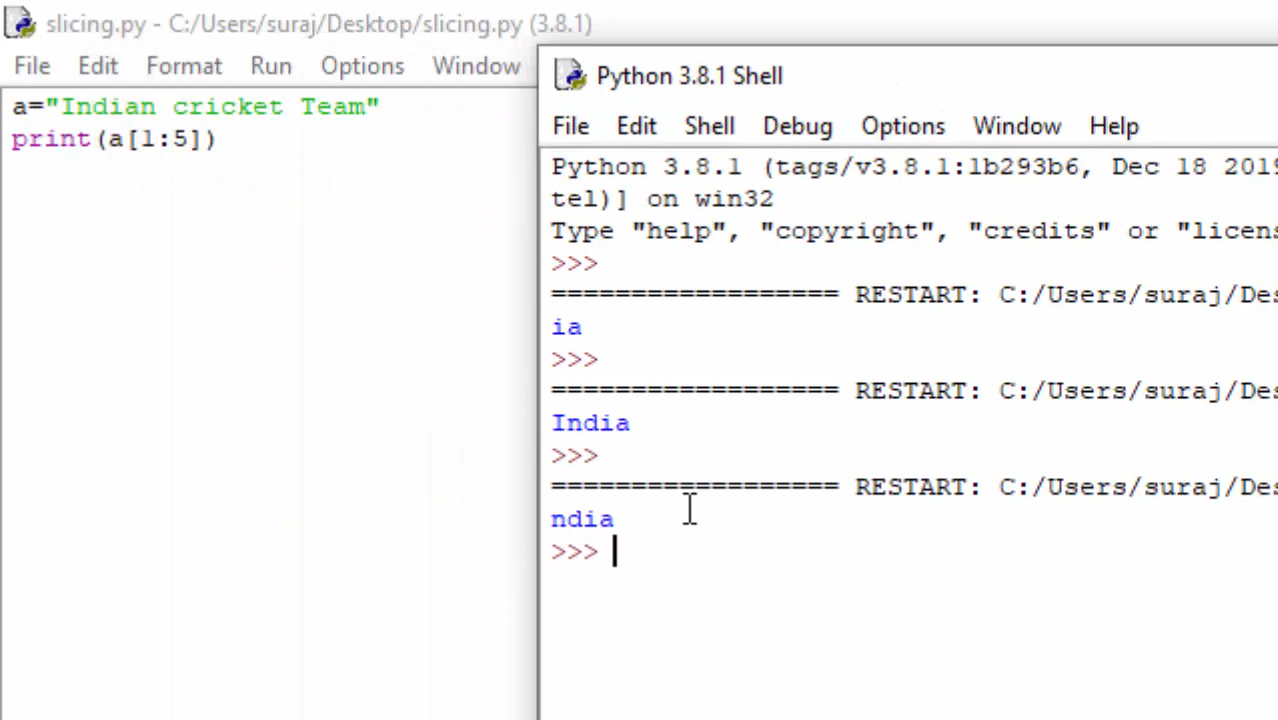 slicing.py - C:/Users/suraj/Desktop/slicing.py (3.8.1)
File Edit Format Run Options Window
a="Indian cricket Team"
print(a[1:5])
Python 3.8.1 Shell
File Edit Shell Debug Options Window Help
Python 3.8.1 (tags/v3.8.1:1b293b6, Dec 18 2019
tel)] on win32
Type "help", "copyright", "credits" or "licens
>>>
================== RESTART: C:/Users/suraj/Des
ia
>>>
================== RESTART: C:/Users/suraj/Des
India
>>>
================== RESTART: C:/Users/suraj/Des
ndia
>>>